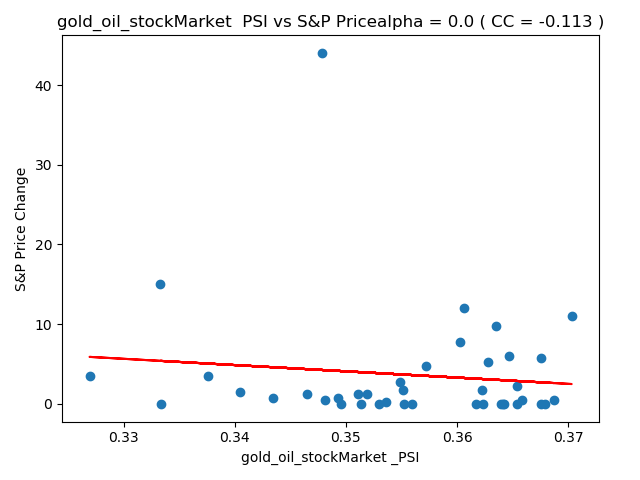 gold_oil_stockMarket  PSI vs S&P Pricealpha = 0.0 ( CC = -0.113 )
40
30
20
10
0
S&P Price Change
0.33 0.34 0.35 0.36 0.37
gold_oil_stockMarket _PSI